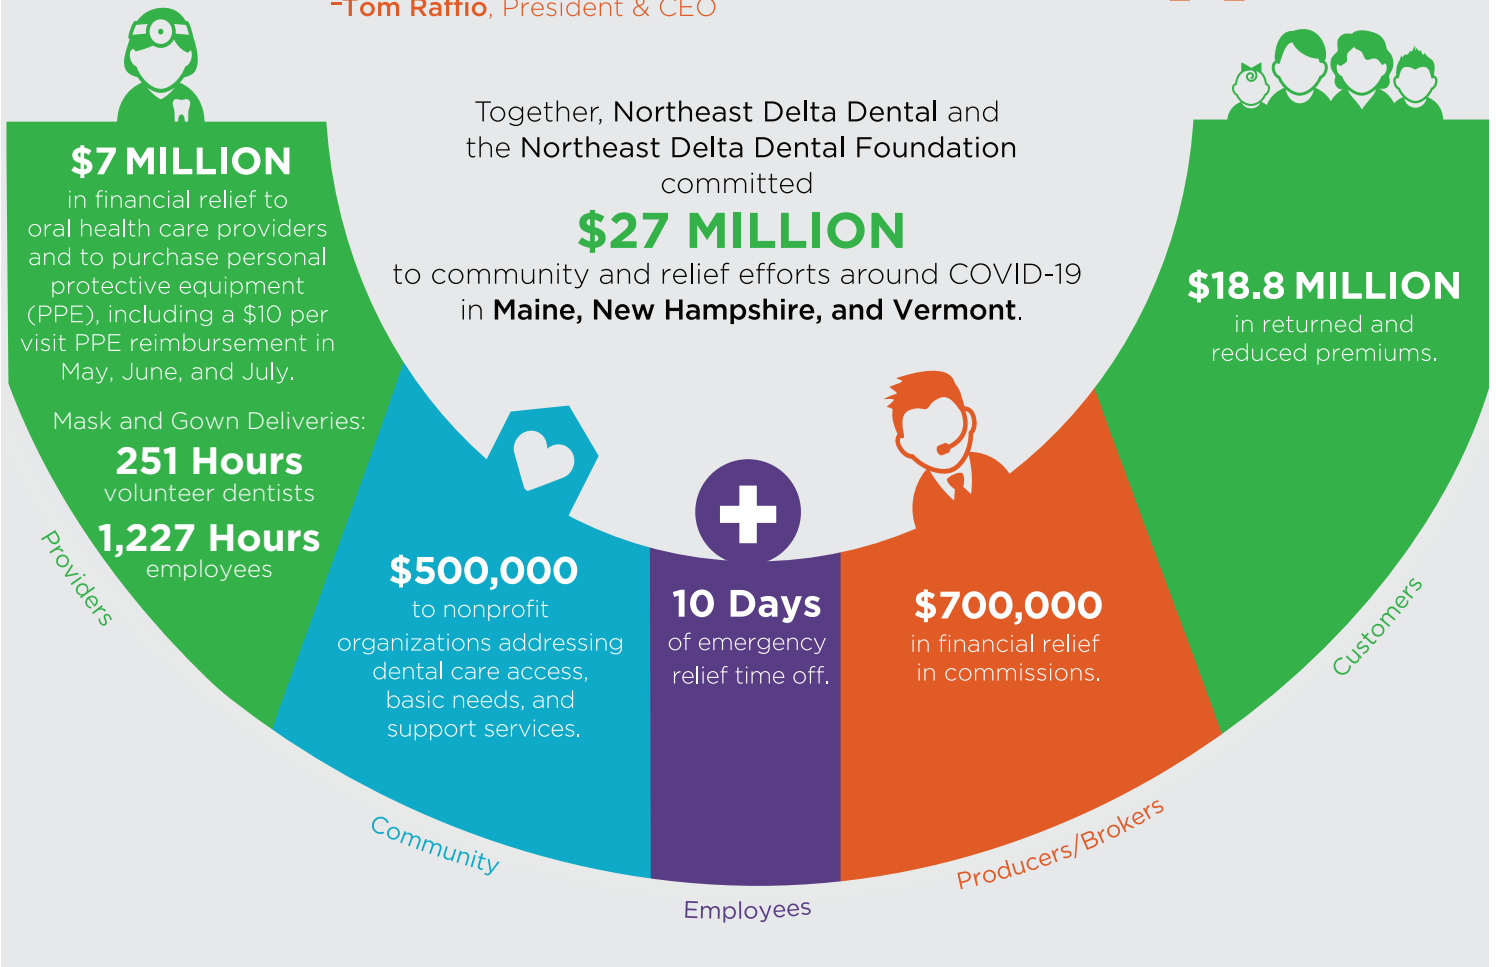 –Tom Raffio, President & CEO
Together, Northeast Delta Dental and
the Northeast Delta Dental Foundation
committed
$27 MILLION
to community and relief efforts around COVID-19
in Maine, New Hampshire, and Vermont.
$7 MILLION
in financial relief to
oral health care providers
and to purchase personal
protective equipment
(PPE), including a $10 per
visit PPE reimbursement in
May, June, and July.
Mask and Gown Deliveries:
251 Hours
volunteer dentists
1,227 Hours
employees
Providers
$500,000
to nonprofit
organizations addressing
dental care access,
basic needs, and
support services.
Community
10 Days
of emergency
relief time off.
Employees
$700,000
in financial relief
in commissions.
Producers/Brokers
$18.8 MILLION
in returned and
reduced premiums.
Customers